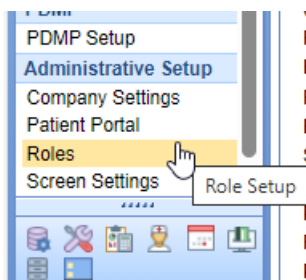 PDMP Setup
Administrative Setup
Company Settings
Patient Portal
Roles
Screen Settings
Role Setup